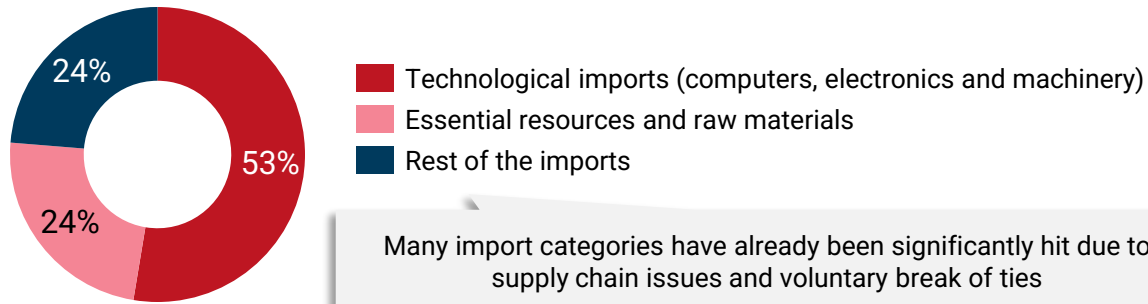 24%
Technological imports (computers, electronics and machinery)
Essential resources and raw materials
Rest of the imports
53%
24%
Many import categories have already been significantly hit due to
supply chain issues and voluntary break of ties